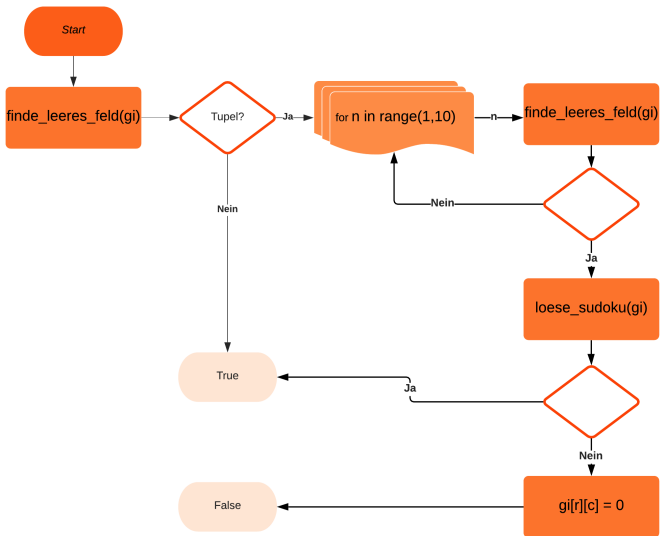 Start
finde_leeres_feld(gi)
Tupel?
Ja
for n in range(1,10)
n
finde_leeres_feld(gi)
Nein
Nein
Ja
loese_sudoku(gi)
True
Ja
Nein
False
gi[r][c] = 0